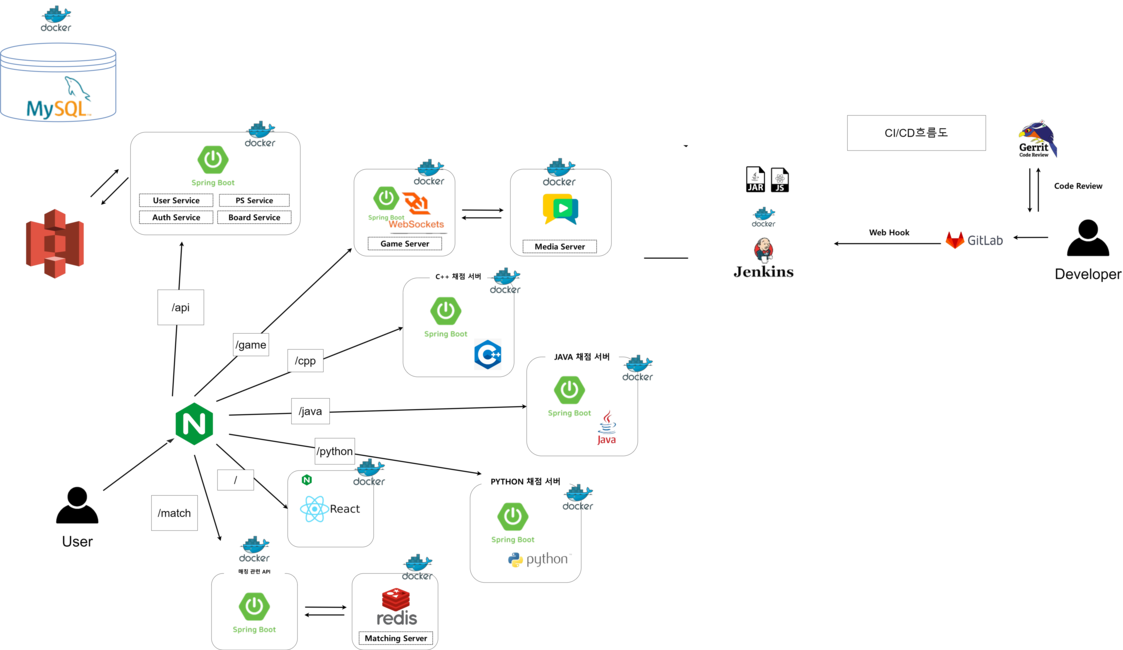 docker
MySQL
docker
Spring Boot
User Service
PS Service
Auth Service
Board Service
docker
Spring Boot
WebSockets
Game Server
docker
Media Server
CI/CD흐름도
Gerrit
Code Review
Code Review
JAR
JS
docker
Jenkins
Web Hook
GitLab
Developer
/api
/game
/cpp
/java
/python
/
/match
User
C++ 채점 서버
docker
Spring Boot
C++
JAVA 채점 서버
docker
Spring Boot
Java
PYTHON 채점 서버
docker
Spring Boot
python
docker
N
React
N
docker
매칭 관련 API
Spring Boot
docker
redis
Matching Server